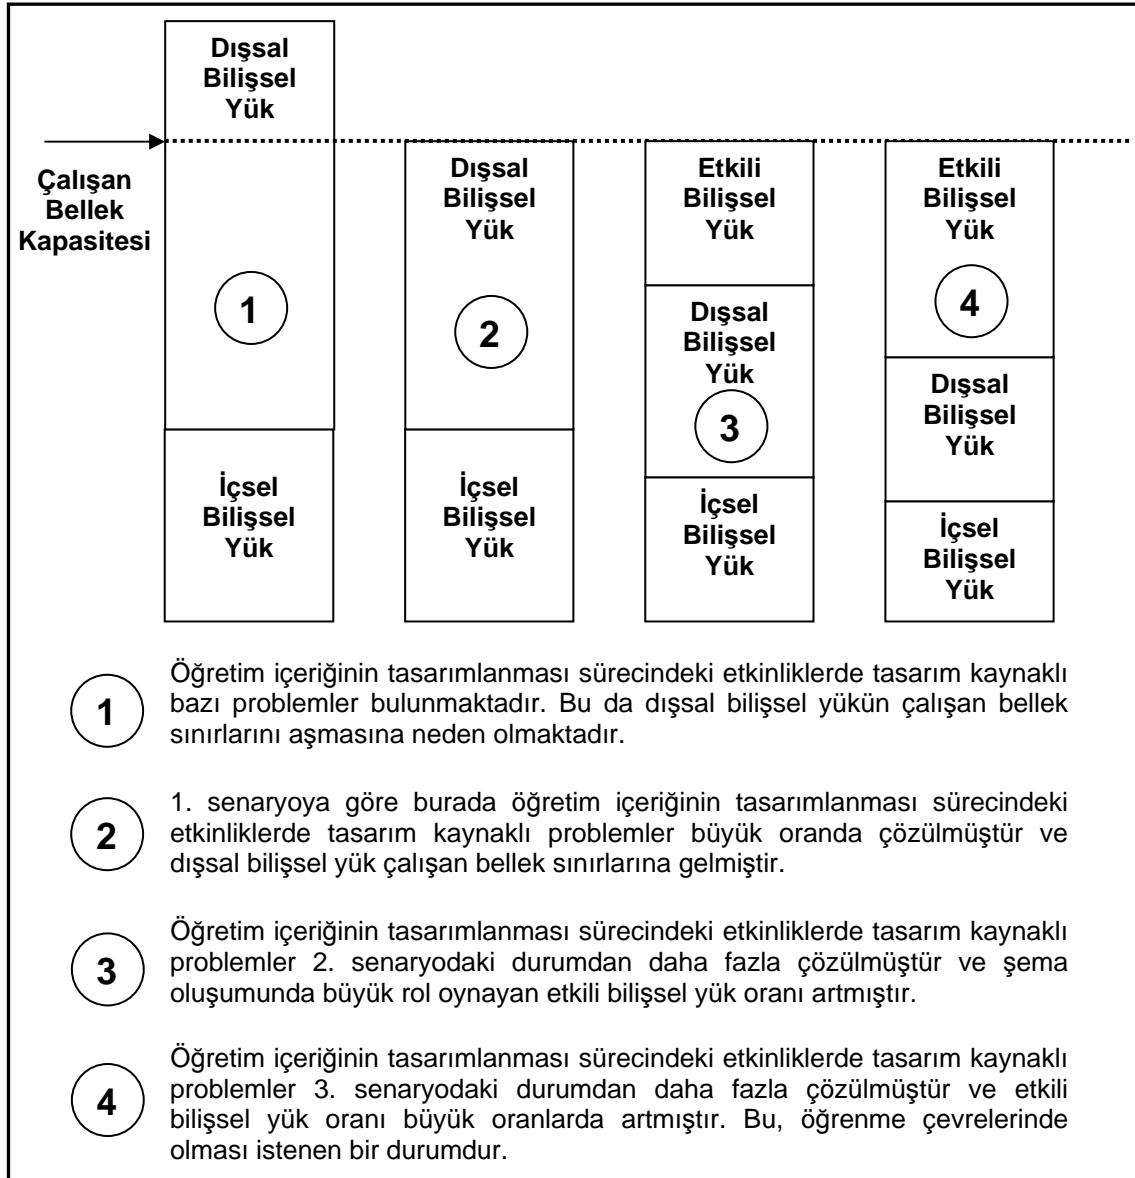 Dışsal
Bilişsel
Yük
Çalışan
Bellek
Kapasitesi
1
İçsel
Bilişsel
Yük
Dışsal
Bilişsel
Yük
2
İçsel
Bilişsel
Yük
Etkili
Bilişsel
Yük
Dışsal
Bilişsel
Yük
3
İçsel
Bilişsel
Yük
Etkili
Bilişsel
Yük
4
Dışsal
Bilişsel
Yük
İçsel
Bilişsel
Yük
1
Öğretim içeriğinin tasarımlanması sürecindeki etkinliklerde tasarım kaynaklı
bazı problemler bulunmaktadır. Bu da dışsal bilişsel yükün çalışan bellek
sınırlarını aşmasına neden olmaktadır.
2
1. senaryoya göre burada öğretim içeriğinin tasarımlanması sürecindeki
etkinliklerde tasarım kaynaklı problemler büyük oranda çözülmüştür ve
dışsal bilişsel yük çalışan bellek sınırlarına gelmiştir.
3
Öğretim içeriğinin tasarımlanması sürecindeki etkinliklerde tasarım kaynaklı
problemler 2. senaryodaki durumdan daha fazla çözülmüştür ve şema
oluşumunda büyük rol oynayan etkili bilişsel yük oranı artmıştır.
4
Öğretim içeriğinin tasarımlanması sürecindeki etkinliklerde tasarım kaynaklı
problemler 3. senaryodaki durumdan daha fazla çözülmüştür ve etkili
bilişsel yük oranı büyük oranlarda artmıştır. Bu, öğrenme çevrelerinde
olması istenen bir durumdur.